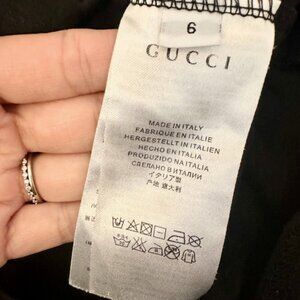 6
GUCCI
MADE IN ITALY
FABRIQUE EN ITALIE
HERGESTELLT IN ITALIEN
HECHO EN ITALIA
PRODUZIDO NA ITALIA
СДЕЛАНО В ИТАЛИИ
イタリア型
产地 意大利